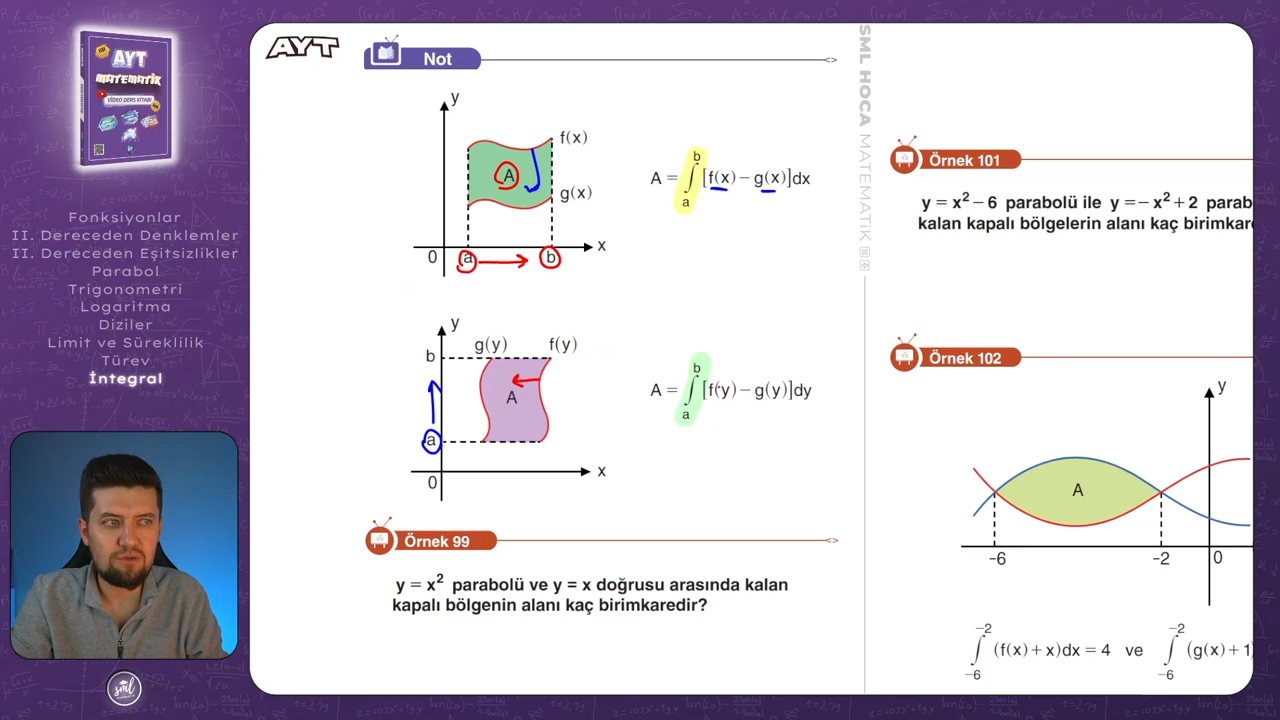 AYT
MATEMATİK
VİDEO DERS KİTABI
Fonksiyonlar
II. Dereceden Denklemler
II. Dereceden Eşitsizlikler
Parabol
Trigonometri
Logaritma
Diziler
Limit ve Süreklilik
Türev
İntegral
sml
AYT
Not
y
f(x)
A
g(x)
0
a
b
x
A = ∫_a^b [f(x) − g(x)]dx
y
g(y)
f(y)
b
A
a
0
x
A = ∫_a^b [f(y) − g(y)]dy
Örnek 99
y = x² parabolü ve y = x doğrusu arasında kalan
kapalı bölgenin alanı kaç birimkaredir?
SML HOCA MATEMATİK
Örnek 101
y = x² − 6 parabolü ile y = − x² + 2 parab
kalan kapalı bölgelerin alanı kaç birimkar
Örnek 102
y
A
-6
-2
0
∫_−6^−2 (f(x) + x)dx = 4 ve ∫_−6^−2 (g(x) + 1)